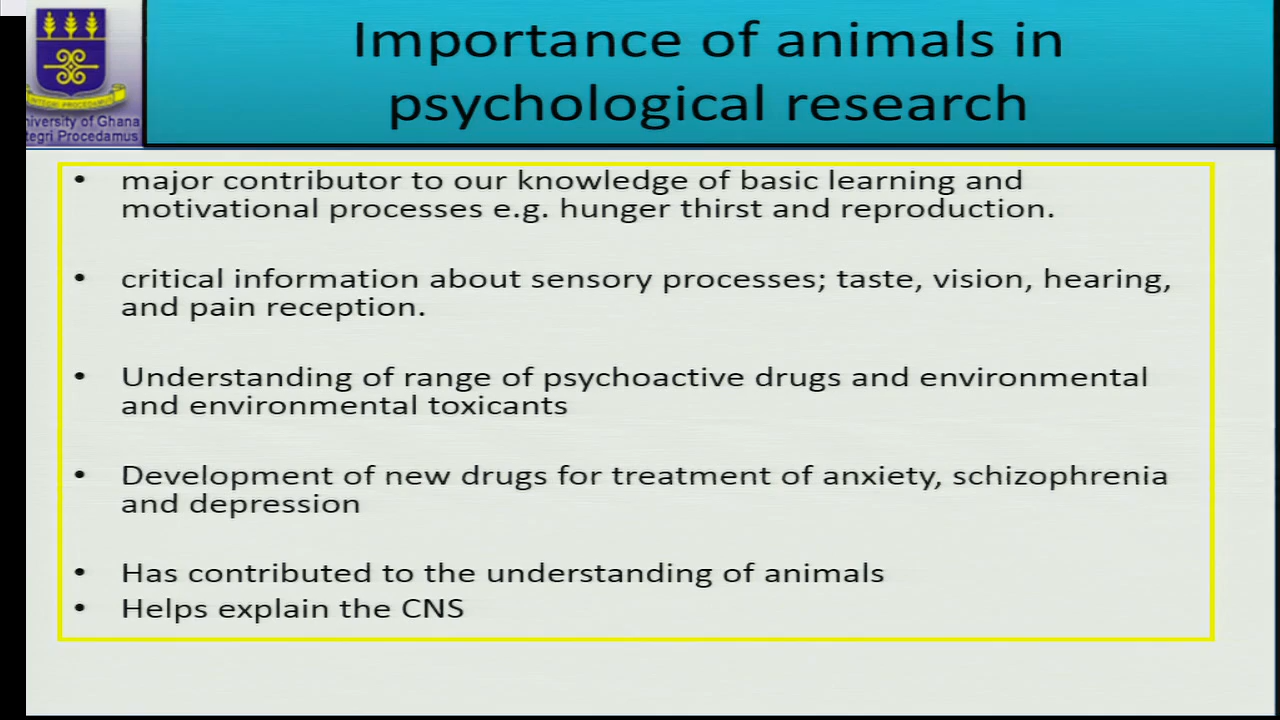 Importance of animals in
psychological research
INTEGRI PROCEDAMUS
niversity of Ghana
tegri Procedamus
• major contributor to our knowledge of basic learning and
motivational processes e.g. hunger thirst and reproduction.
• critical information about sensory processes; taste, vision, hearing,
and pain reception.
• Understanding of range of psychoactive drugs and environmental
and environmental toxicants
• Development of new drugs for treatment of anxiety, schizophrenia
and depression
• Has contributed to the understanding of animals
• Helps explain the CNS